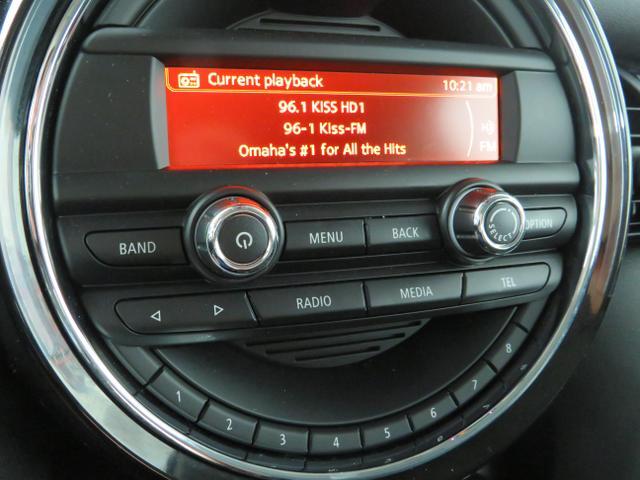 Current playback 10:21 am
96.1 KISS HD1
96-1 Kiss-FM
Omaha's #1 for All the Hits
FM
BAND MENU BACK SELECT OPTION
RADIO MEDIA TEL
1 2 3 4 5 6 7 8